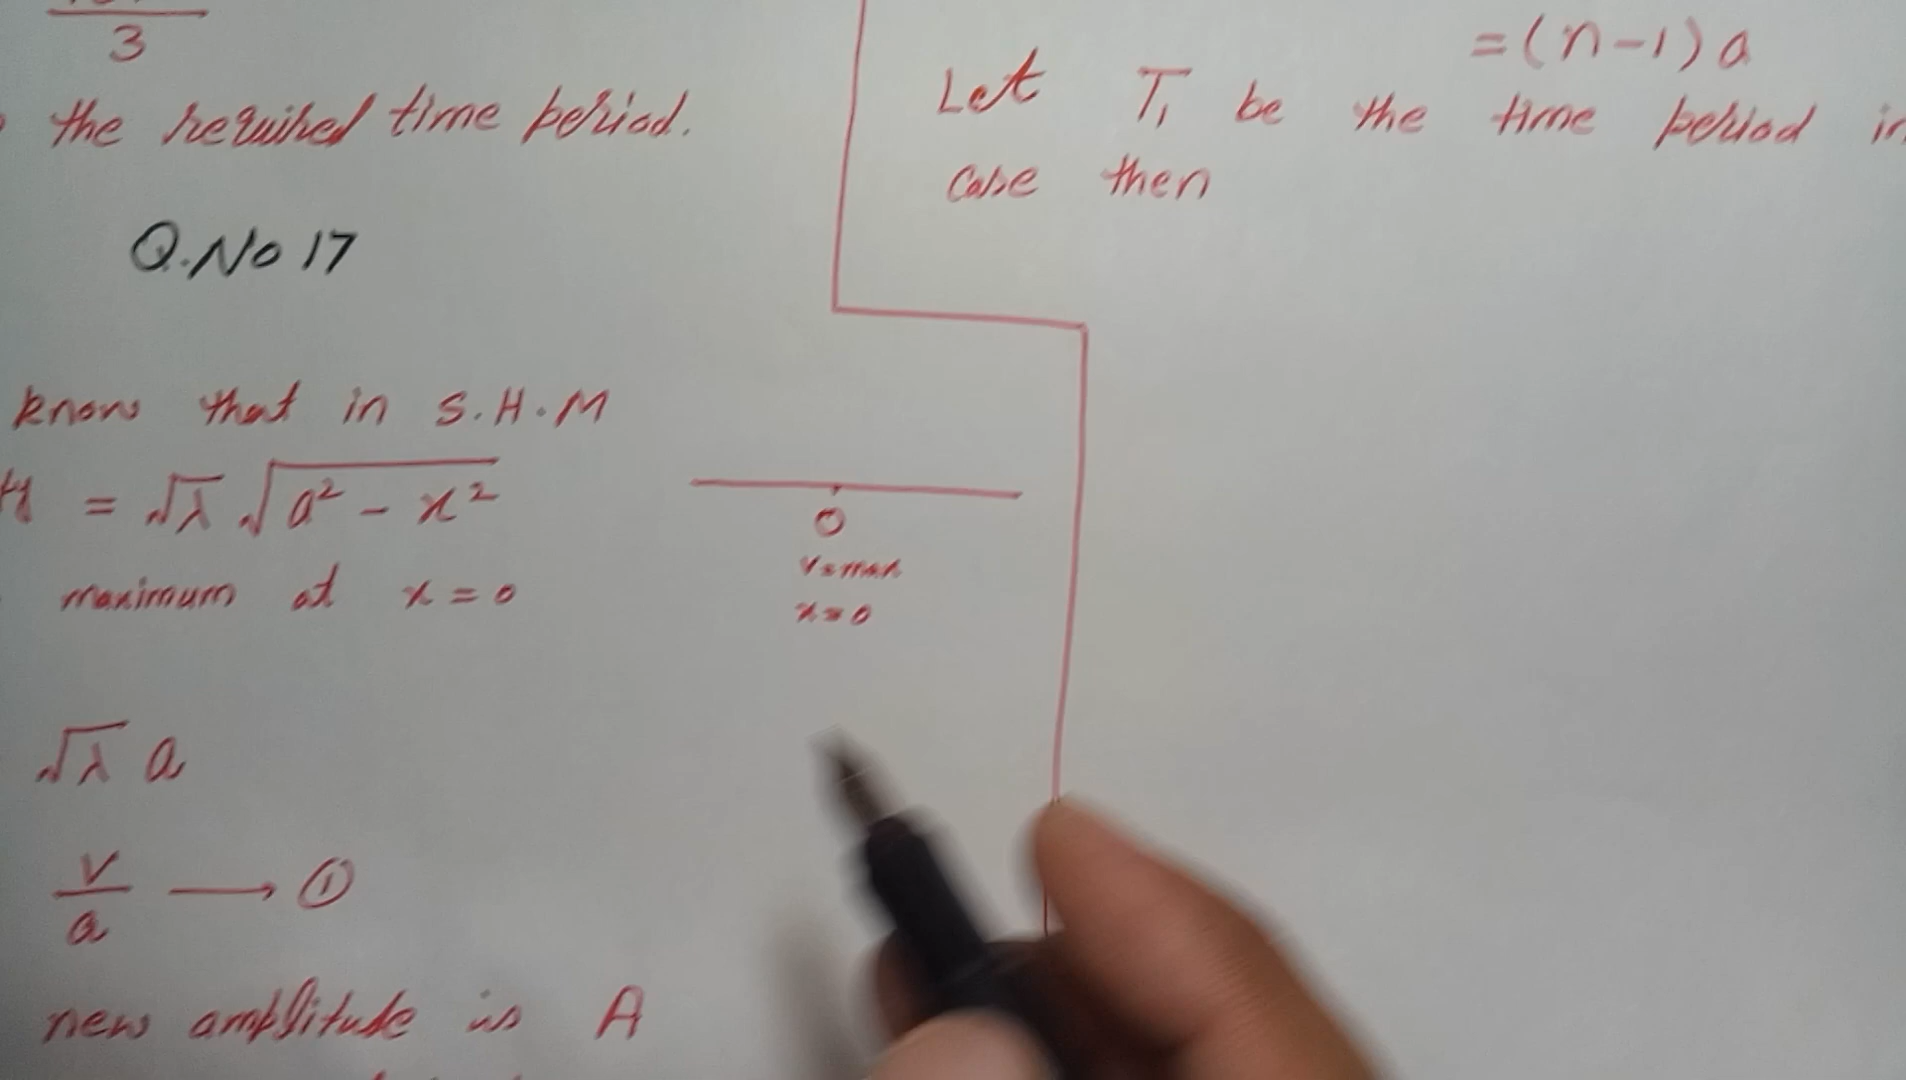 3
the required time period.
Q.No 17
know that in S.H.M
= √λ √a² - x²
maximum at x = 0
√λ a
v/a → ①
new amplitude is A
O
v=max
x=0
=(n-1)a
Let T₁ be the time period in
Case then